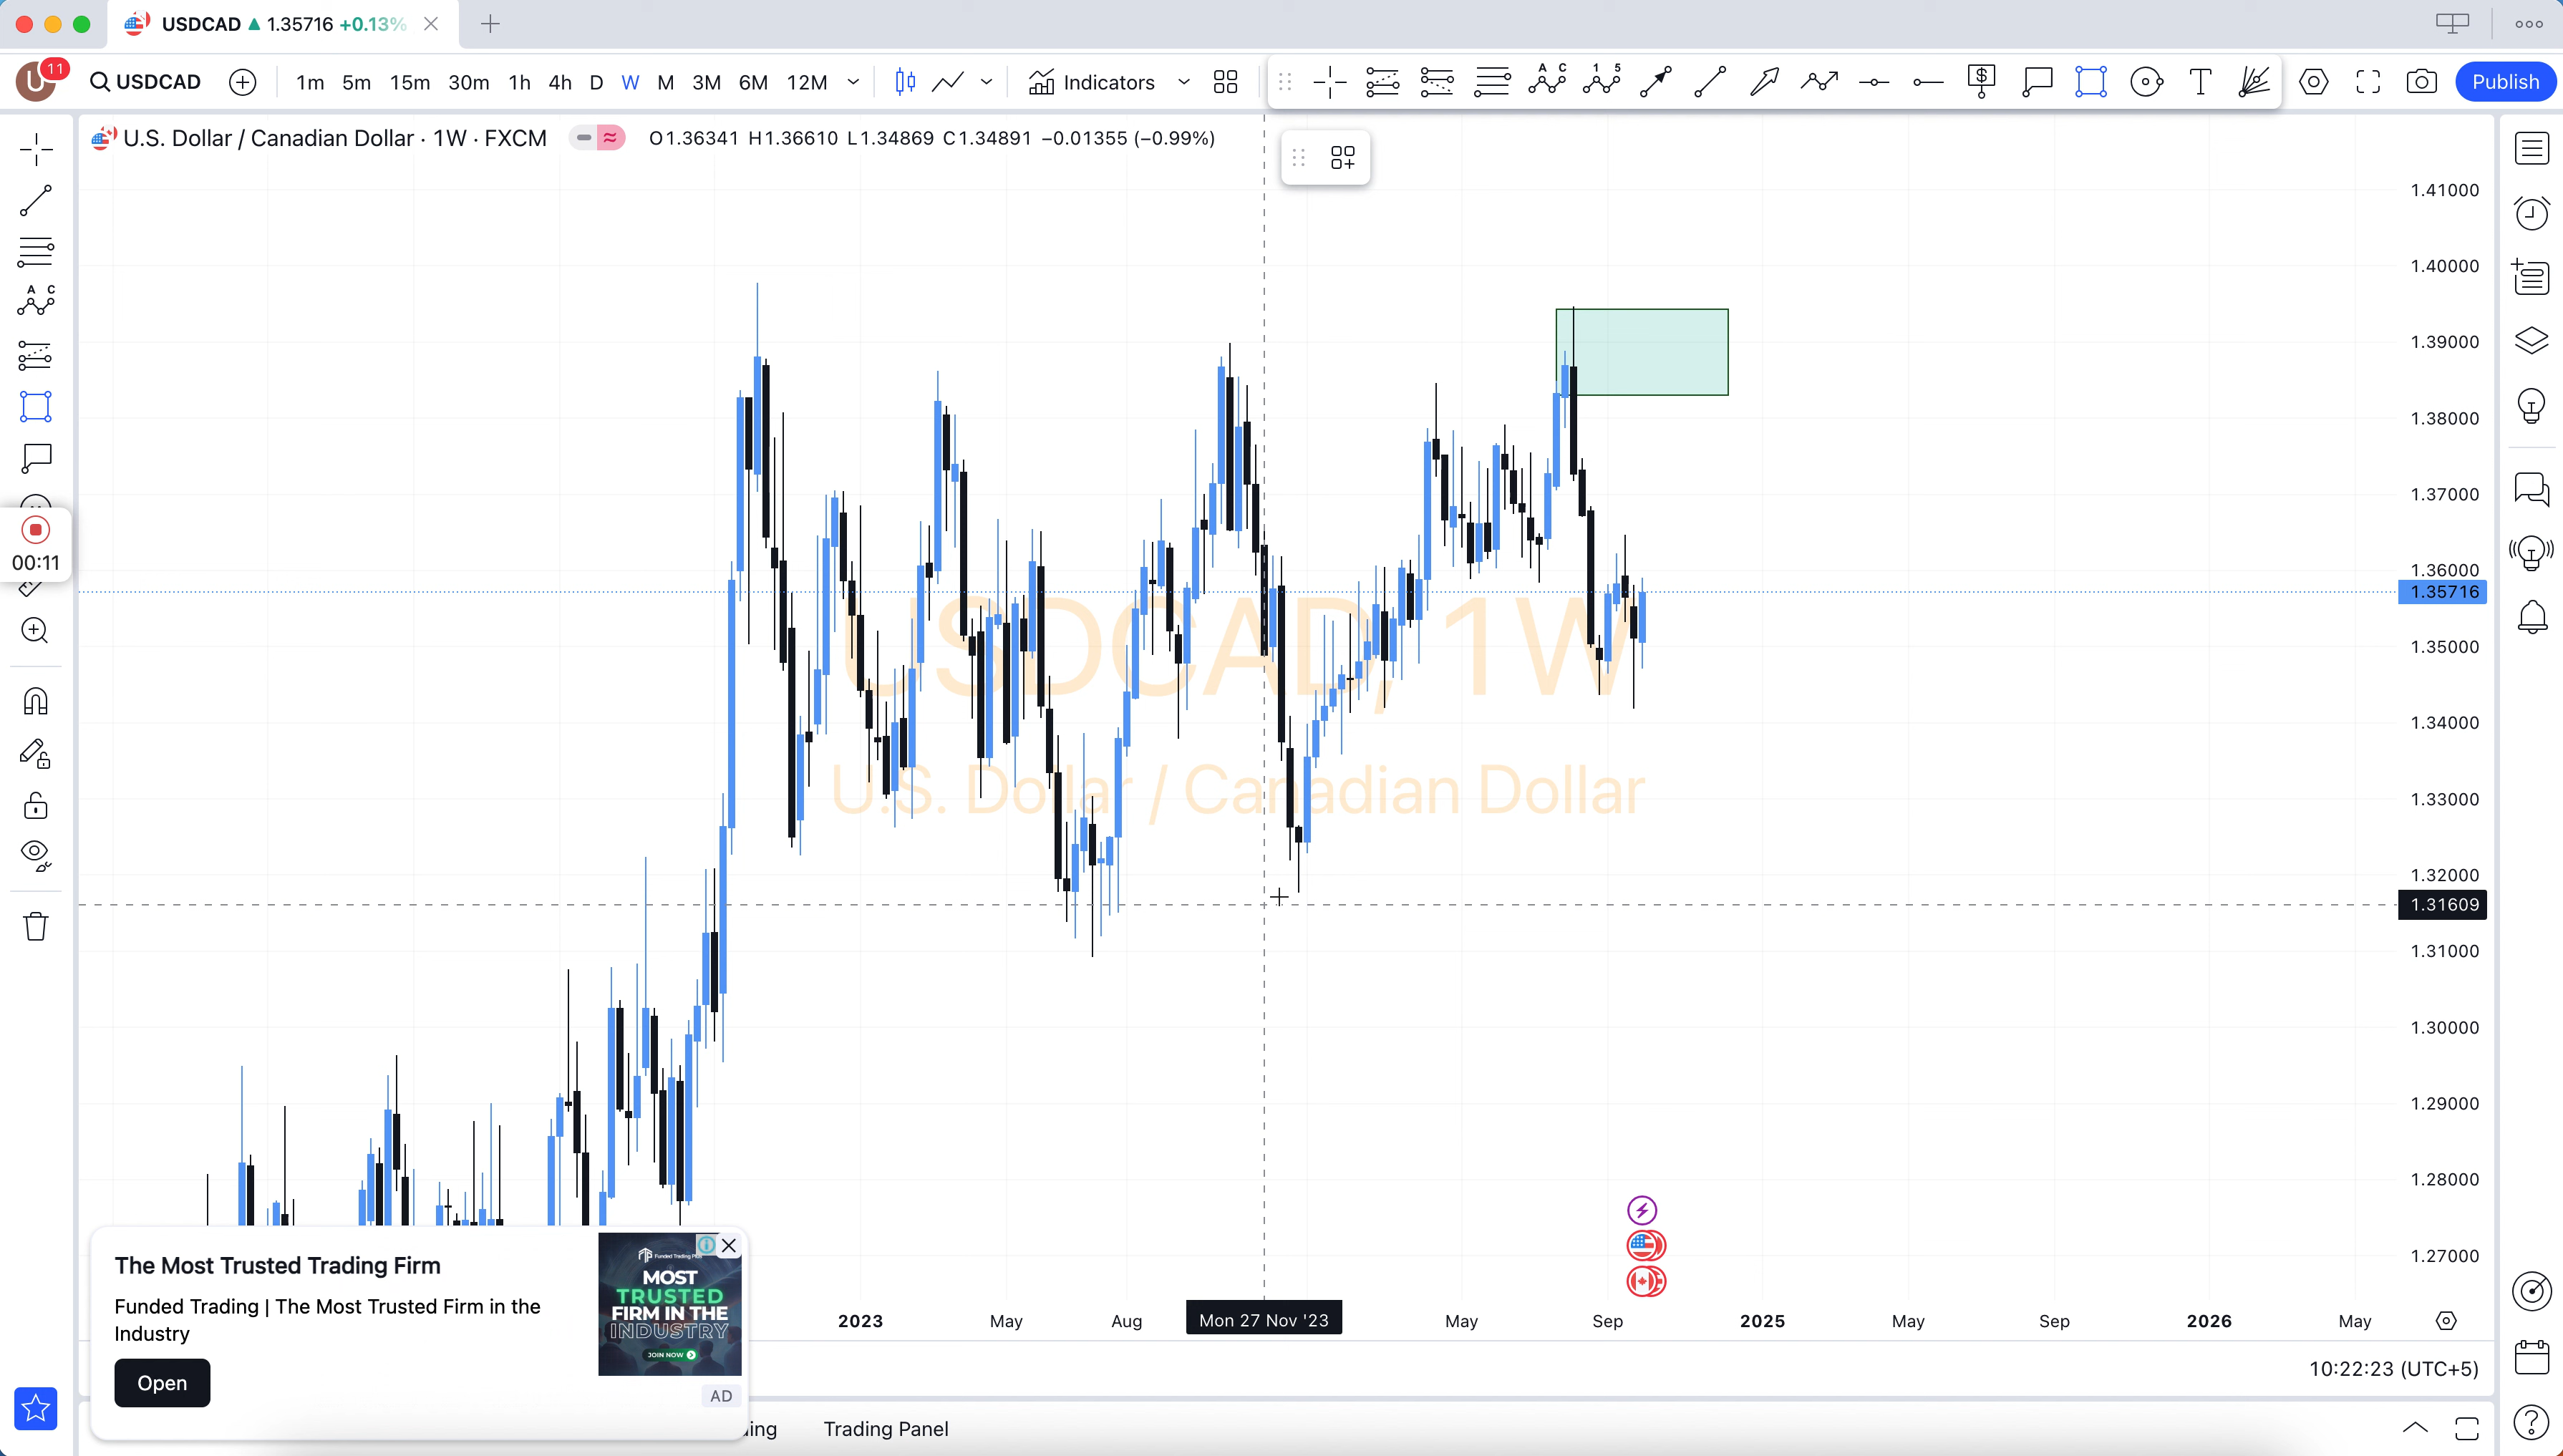 USDCAD 1.35716 +0.13%
U 11 USDCAD 1m 5m 15m 30m 1h 4h D W M 3M 6M 12M Indicators Publish
U.S. Dollar / Canadian Dollar · 1W · FXCM O1.36341 H1.36610 L1.34869 C1.34891 −0.01355 (−0.99%)
1.41000
1.40000
1.39000
1.38000
1.37000
1.36000
1.35716
1.35000
1.34000
1.33000
1.32000
1.31609
1.31000
1.30000
1.29000
1.28000
1.27000
00:11
USDCAD, 1W
U.S. Dollar / Canadian Dollar
2023 May Aug Mon 27 Nov '23 May Sep 2025 May Sep 2026 May
The Most Trusted Trading Firm
Funded Trading | The Most Trusted Firm in the
Industry
Open
MOST
TRUSTED
FIRM IN THE
INDUSTRY
JOIN NOW
AD
10:22:23 (UTC+5)
Trading Panel